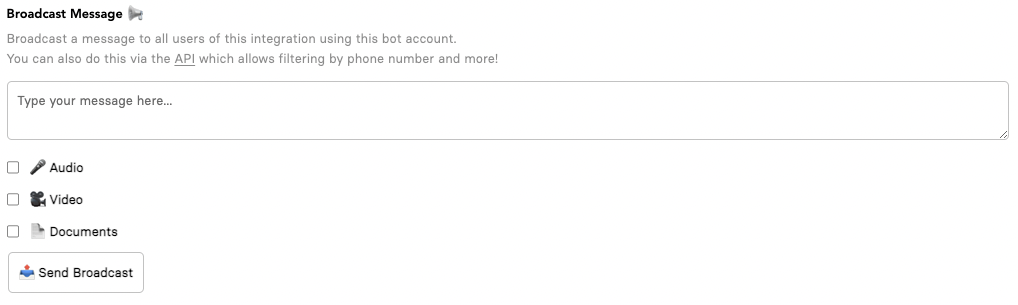 Broadcast Message 📢
Broadcast a message to all users of this integration using this bot account.
You can also do this via the API which allows filtering by phone number and more!
Type your message here...
🎤 Audio
🎥 Video
📄 Documents
📤 Send Broadcast